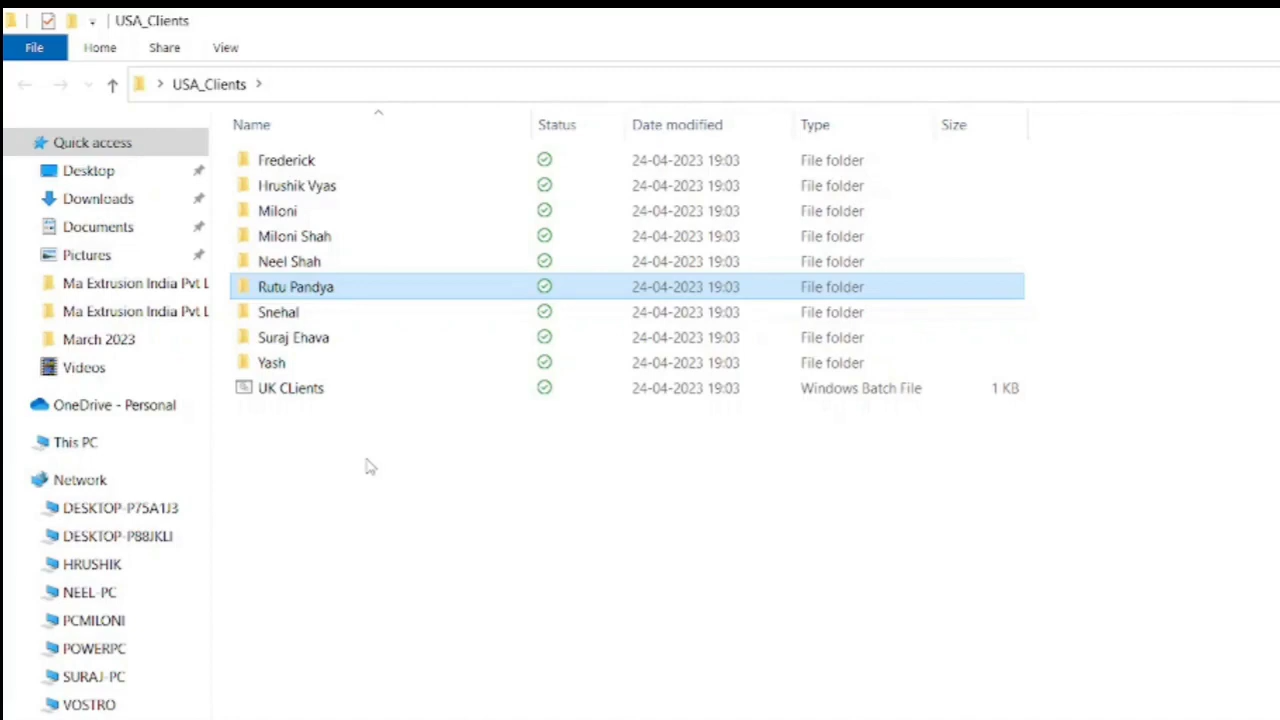 USA_Clients
File Home Share View
USA_Clients
Name Status Date modified Type Size
Quick access
Desktop
Downloads
Documents
Pictures
Ma Extrusion India Pvt L
Ma Extrusion India Pvt L
March 2023
Videos
OneDrive - Personal
This PC
Network
DESKTOP-P75A1J3
DESKTOP-P88JKLI
HRUSHIK
NEEL-PC
PCMILONI
POWERPC
SURAJ-PC
VOSTRO
Frederick 24-04-2023 19:03 File folder
Hrushik Vyas 24-04-2023 19:03 File folder
Miloni 24-04-2023 19:03 File folder
Miloni Shah 24-04-2023 19:03 File folder
Neel Shah 24-04-2023 19:03 File folder
Rutu Pandya 24-04-2023 19:03 File folder
Snehal 24-04-2023 19:03 File folder
Suraj Ehava 24-04-2023 19:03 File folder
Yash 24-04-2023 19:03 File folder
UK CLients 24-04-2023 19:03 Windows Batch File 1 KB